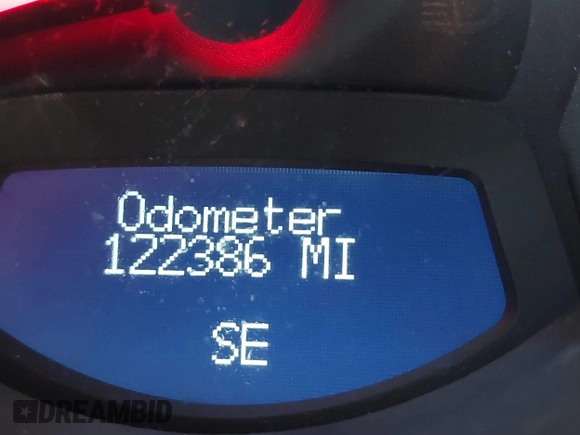 Odometer
122386 MI
SE
DREAMBID